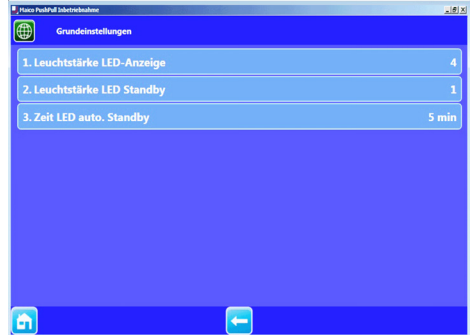 Maico PushPull Inbetriebnahme
Grundeinstellungen
1. Leuchtstärke LED-Anzeige 4
2. Leuchtstärke LED Standby 1
3. Zeit LED auto. Standby 5 min